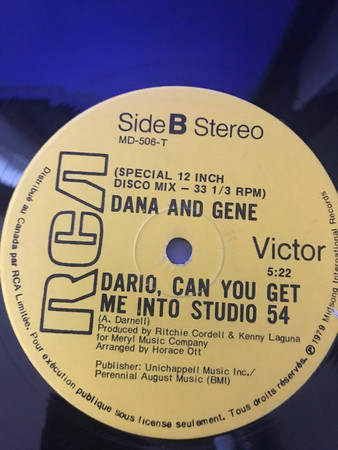 Side B Stereo
MD-506-T
(SPECIAL 12 INCH
DISCO MIX – 33 1/3 RPM)
DANA AND GENE
RCA
Victor
5:22
DARIO, CAN YOU GET
ME INTO STUDIO 54
(A. Darnell)
Produced by Ritchie Cordell & Kenny Laguna
for Meryl Music Company
Arranged by Horace Ott
Publisher: Unichappell Music Inc./
Perennial August Music (BMI)
Distribué au Canada par RCA Limitée. Pour exécution publique sous license seulement. Tous droits réservés. ℗ 1979 Midsong International Records